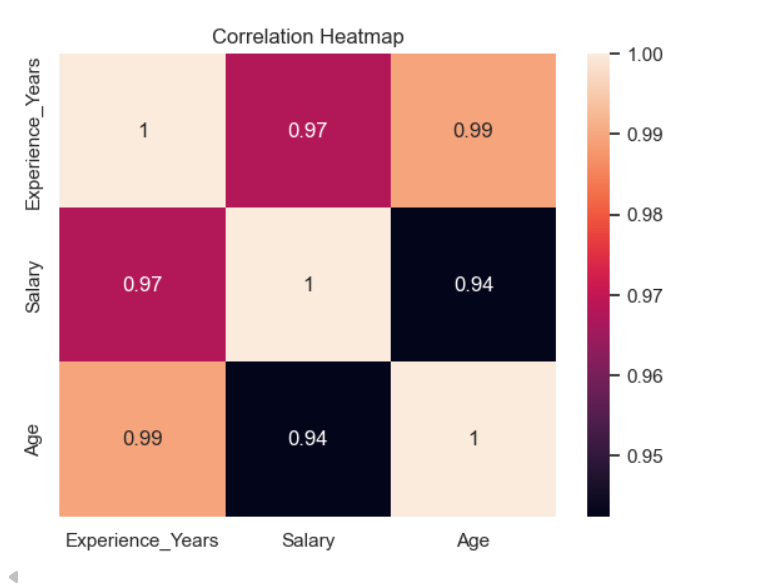 Correlation Heatmap
Experience_Years
1
0.97
0.99
Salary
0.97
1
0.94
Age
0.99
0.94
1
Experience_Years
Salary
Age
1.00
0.99
0.98
0.97
0.96
0.95